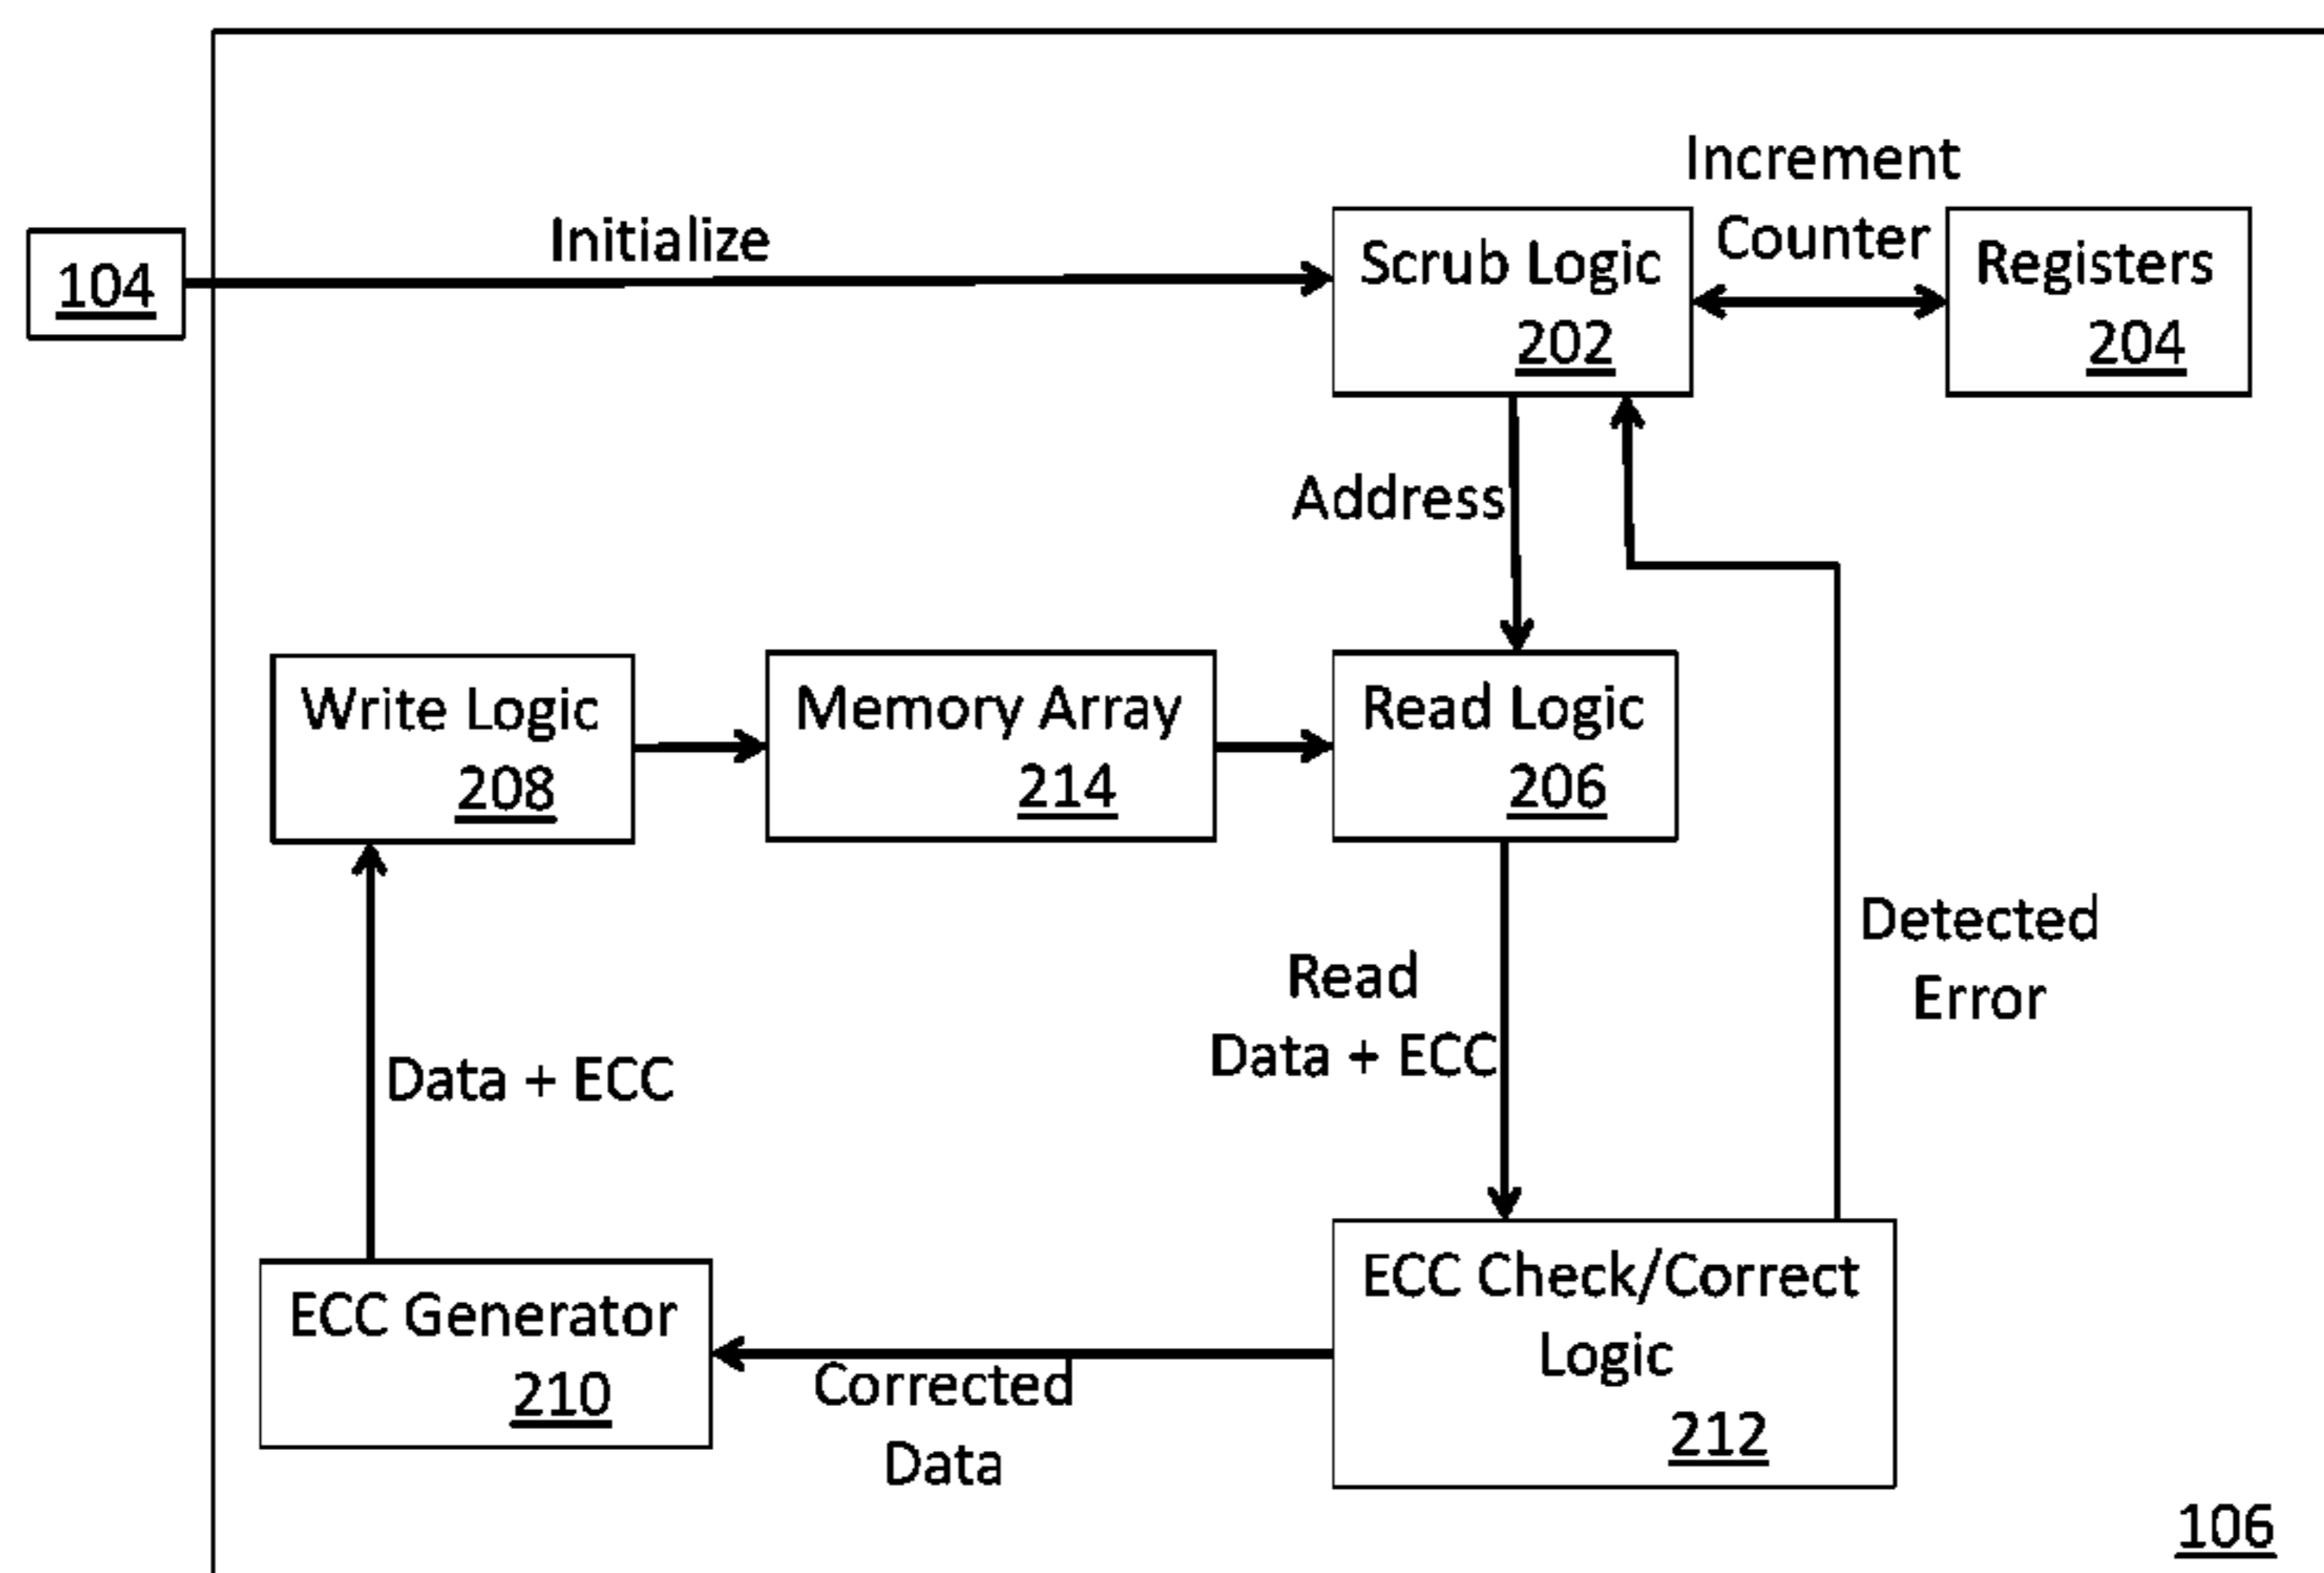 Increment
Counter
104
Initialize
Scrub Logic
202
Registers
204
Address
Write Logic
208
Memory Array
214
Read Logic
206
Detected
Error
Read
Data + ECC
Data + ECC
ECC Generator
210
Corrected
Data
ECC Check/Correct
Logic
212
106